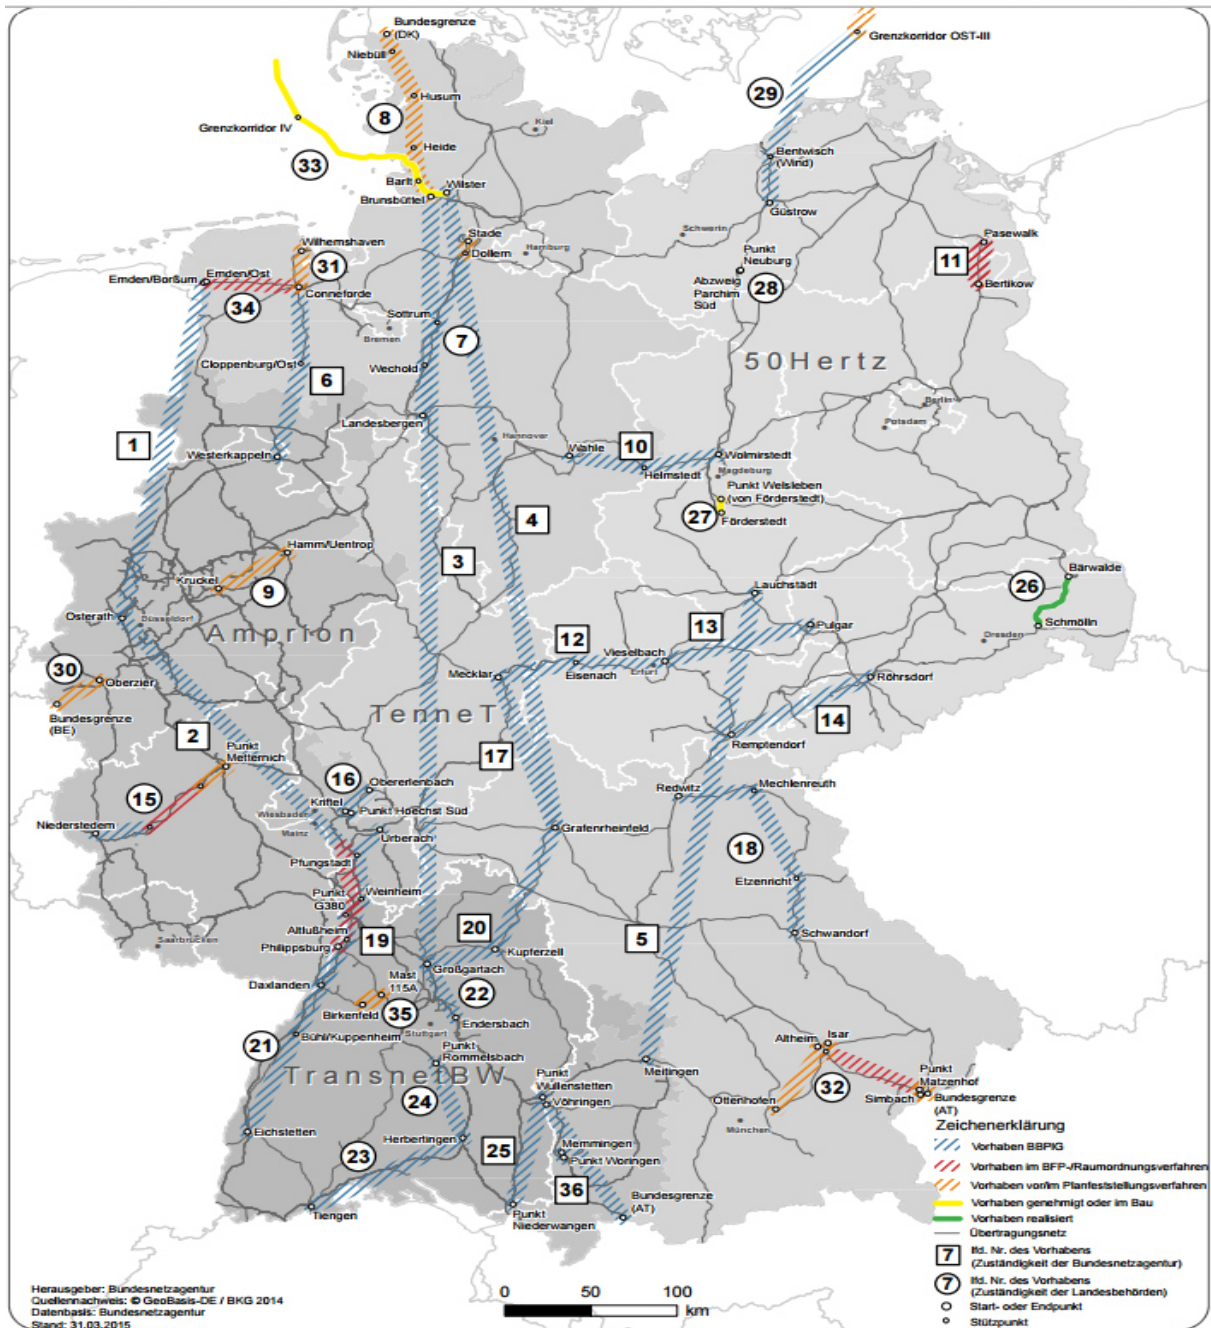 Bundesgrenze
(DK)
Niebüll
Grenzkorridor OST-III
29
Husum
8
Grenzkorridor IV
Kiel
33
Heide
Bentwisch
(Wind)
Barlt
Wilster
Brunsbüttel
Güstrow
Schwerin
Stade
Hamburg
Dollern
Pasewalk
Wilhemshaven
31
Punkt
Neuburg
11
Emden/Borßum
Emden/Ost
Conneforde
Abzweig
Parchim
Süd
28
Bertikow
34
Sottrum
Bremen
7
50Hertz
Cloppenburg/Ost
6
Wechold
Berlin
Landesbergen
Potsdam
1
Hannover
Wahle
10
Westerkappeln
Wolmirstedt
Helmstedt
Magdeburg
Punkt Welsleben
(von Förderstedt)
4
27
Förderstedt
Hamm/Uentrop
3
Kruckel
9
Lauchstädt
26
Bärwalde
Osterath
Düsseldorf
Amprion
13
Pulgar
Schmölln
12
Dresden
Vieselbach
30
Oberzier
Mecklar
Eisenach
Erfurt
Röhrsdorf
Bundesgrenze
(BE)
TenneT
14
2
Punkt
Metternich
17
Remptendorf
16
Obererlenbach
Redwitz
Mechlenreuth
15
Kriftel
Wiesbaden
Punkt Hoechst Süd
Niederstedem
Mainz
Urberach
Grafenrheinfeld
18
Pfungstadt
Etzenricht
Punkt
G380
Weinheim
Altlußheim
Saarbrücken
Philippsburg
19
20
5
Schwandorf
Kupferzell
Großgartach
Daxlanden
Mast
115A
22
Birkenfeld
35
Endersbach
Stuttgart
21
Bühl/Kuppenheim
Punkt
Rommelsbach
Altheim
Isar
TransnetBW
Meitingen
Punkt
Wullenstetten
32
Punkt
Matzenhof
24
Vöhringen
Ottenhofen
Simbach
Bundesgrenze
(AT)
München
Eichstetten
Herbertingen
25
Memmingen
Punkt Woringen
23
36
Bundesgrenze
(AT)
Tiengen
Punkt
Niederwangen
Zeichenerklärung
Vorhaben BBPlG
Vorhaben im BFP-/Raumordnungsverfahren
Vorhaben vor/im Planfeststellungsverfahren
Vorhaben genehmigt oder im Bau
Vorhaben realisiert
Übertragungsnetz
7 lfd. Nr. des Vorhabens
(Zuständigkeit der Bundesnetzagentur)
7 lfd. Nr. des Vorhabens
(Zuständigkeit der Landesbehörden)
Start- oder Endpunkt
Stützpunkt
Herausgeber: Bundesnetzagentur
Quellennachweis: © GeoBasis-DE / BKG 2014
Datenbasis: Bundesnetzagentur
Stand: 31.03.2015
0 50 100
km